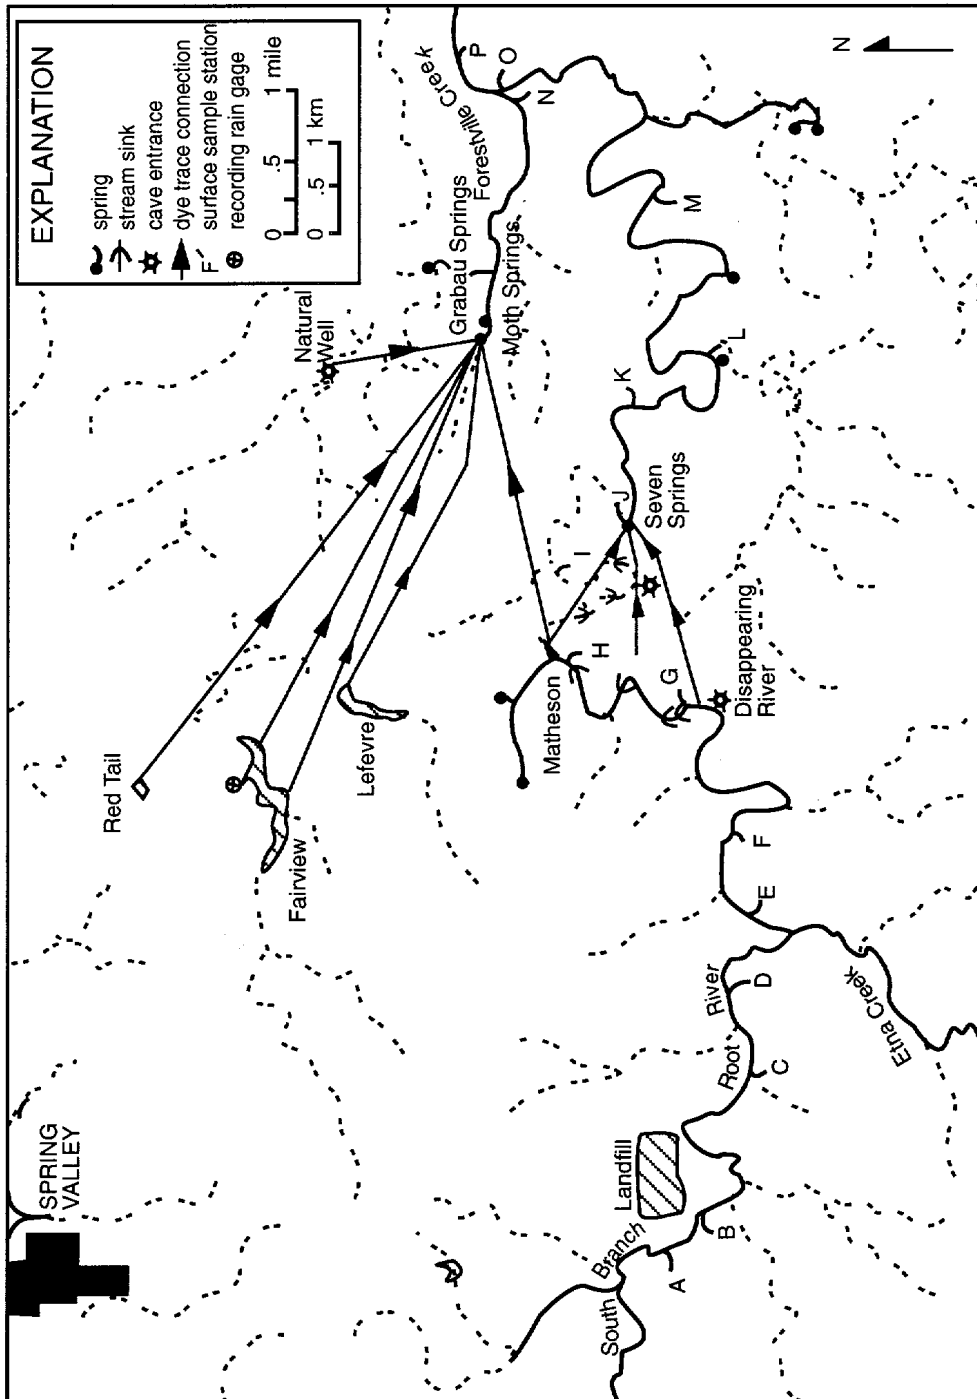 EXPLANATION
spring
stream sink
cave entrance
dye trace connection
F surface sample station
recording rain gage
0 .5 1 mile
0 .5 1 km
N
SPRING
VALLEY
Red Tail
Fairview
Lefevre
Natural
Well
Grabau Springs
Moth Springs
Forestville Creek
P
O
N
M
L
K
J
Seven
Springs
I
H
Matheson
G
Disappearing
River
F
E
Etna Creek
D
C
South
Branch
Root
River
Landfill
B
A